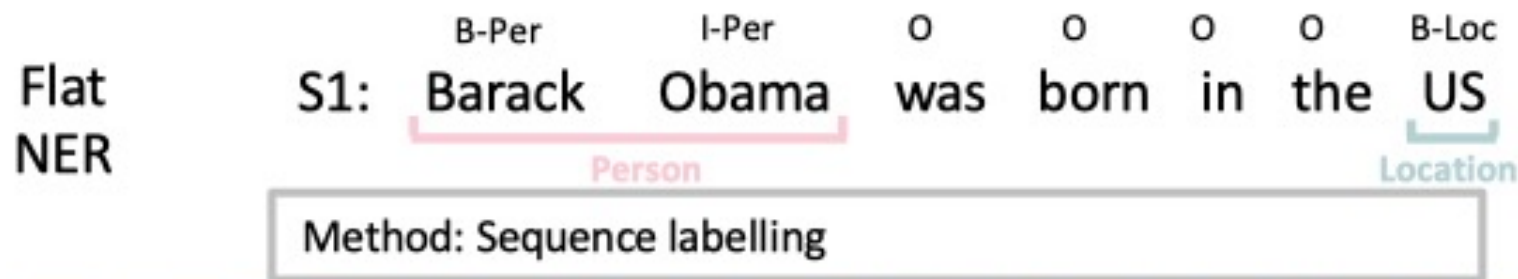 B-Per I-Per O O O O B-Loc
Flat NER
S1: Barack Obama was born in the US
Person Location
Method: Sequence labelling